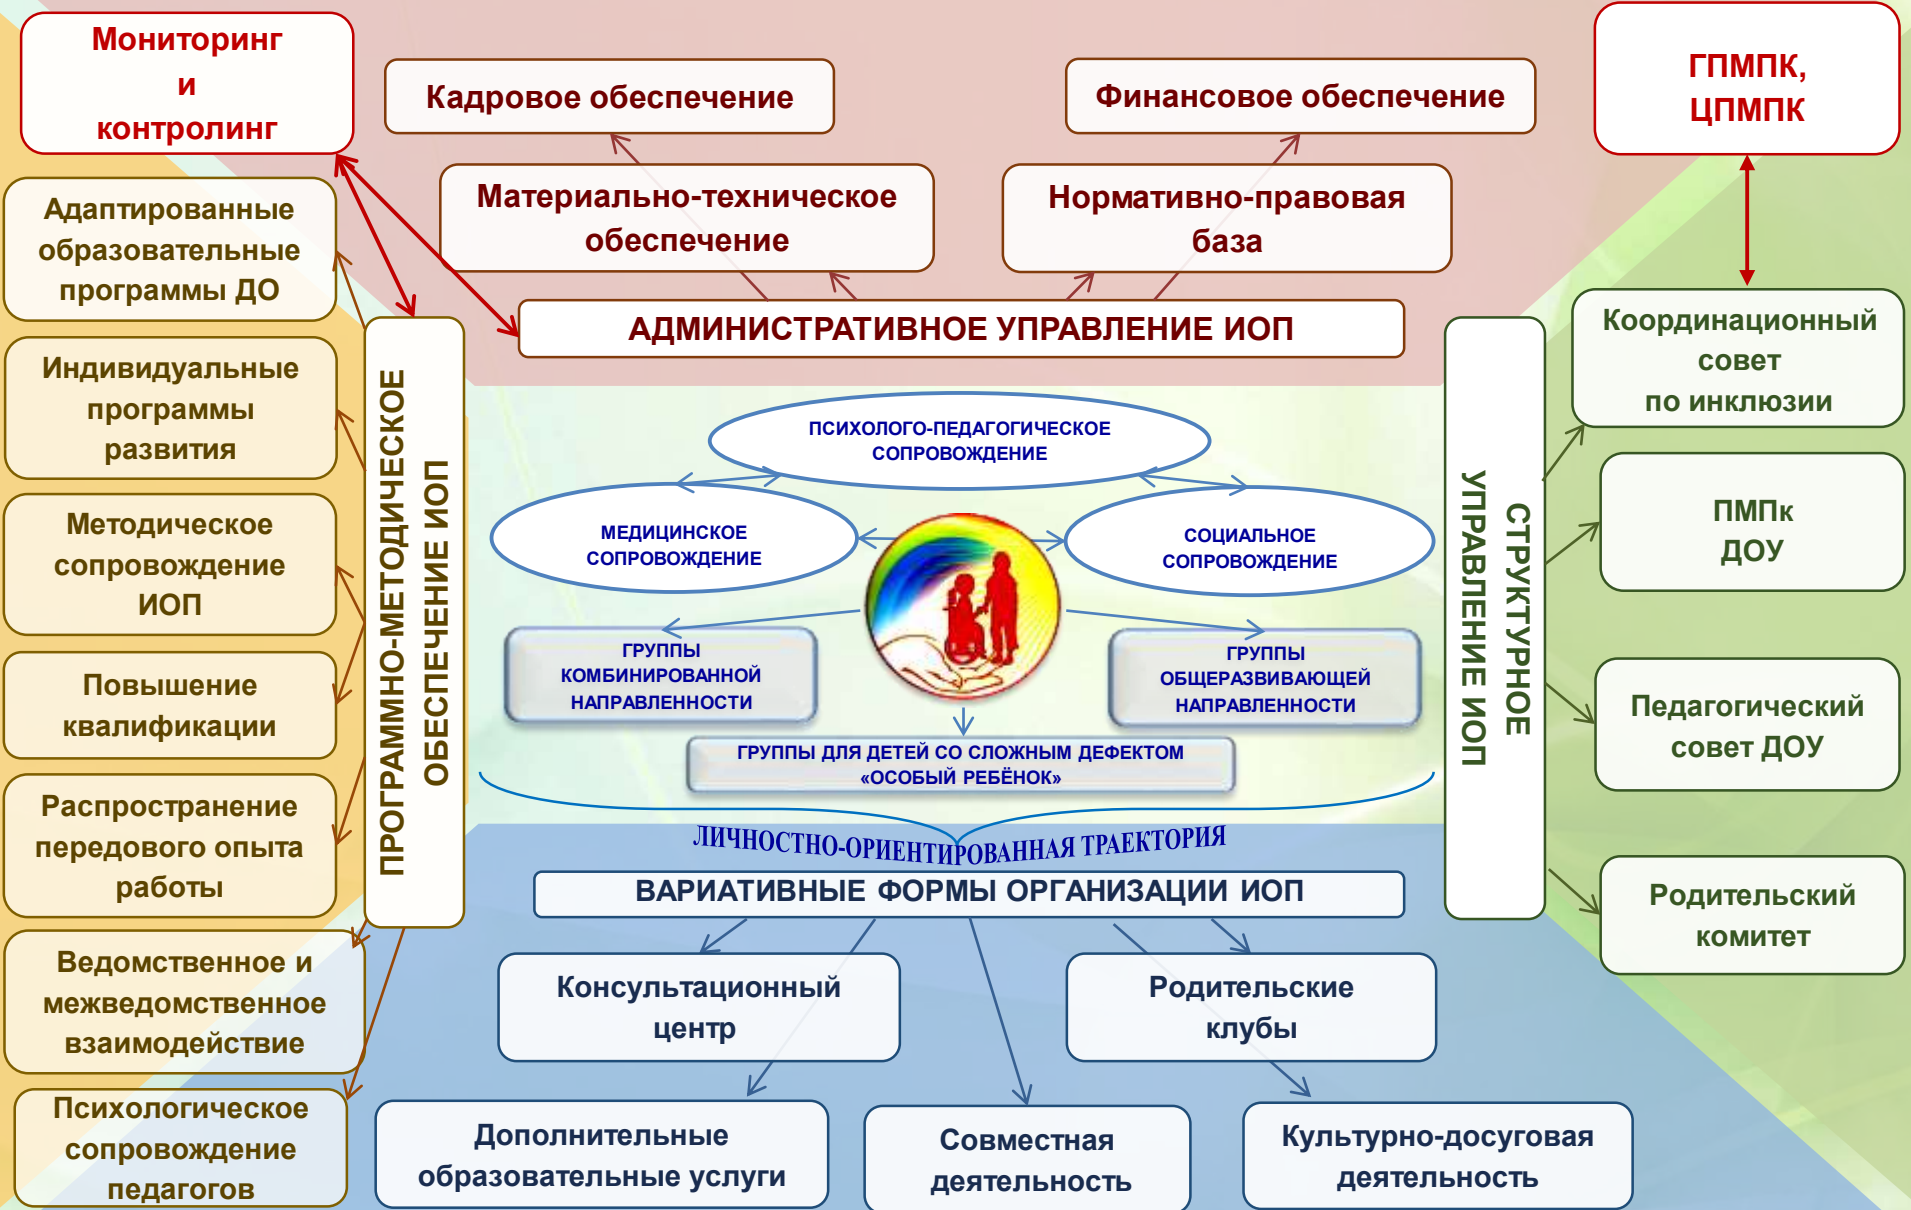 Мониторинг
и
контролинг
Кадровое обеспечение
Финансовое обеспечение
ГПМПК,
ЦПМПК
Материально-техническое
обеспечение
Нормативно-правовая
база
АДМИНИСТРАТИВНОЕ УПРАВЛЕНИЕ ИОП
Адаптированные
образовательные
программы ДО
Индивидуальные
программы
развития
Методическое
сопровождение
ИОП
Повышение
квалификации
Распространение
передового опыта
работы
Ведомственное и
межведомственное
взаимодействие
Психологическое
сопровождение
педагогов
ПРОГРАММНО-МЕТОДИЧЕСКОЕ
ОБЕСПЕЧЕНИЕ ИОП
ПСИХОЛОГО-ПЕДАГОГИЧЕСКОЕ
СОПРОВОЖДЕНИЕ
МЕДИЦИНСКОЕ
СОПРОВОЖДЕНИЕ
СОЦИАЛЬНОЕ
СОПРОВОЖДЕНИЕ
ГРУППЫ
КОМБИНИРОВАННОЙ
НАПРАВЛЕННОСТИ
ГРУППЫ
ОБЩЕРАЗВИВАЮЩЕЙ
НАПРАВЛЕННОСТИ
ГРУППЫ ДЛЯ ДЕТЕЙ СО СЛОЖНЫМ ДЕФЕКТОМ
«ОСОБЫЙ РЕБЁНОК»
ЛИЧНОСТНО-ОРИЕНТИРОВАННАЯ ТРАЕКТОРИЯ
ВАРИАТИВНЫЕ ФОРМЫ ОРГАНИЗАЦИИ ИОП
Консультационный
центр
Родительские
клубы
Дополнительные
образовательные услуги
Совместная
деятельность
Культурно-досуговая
деятельность
СТРУКТУРНОЕ
УПРАВЛЕНИЕ ИОП
Координационный
совет
по инклюзии
ПМПк
ДОУ
Педагогический
совет ДОУ
Родительский
комитет